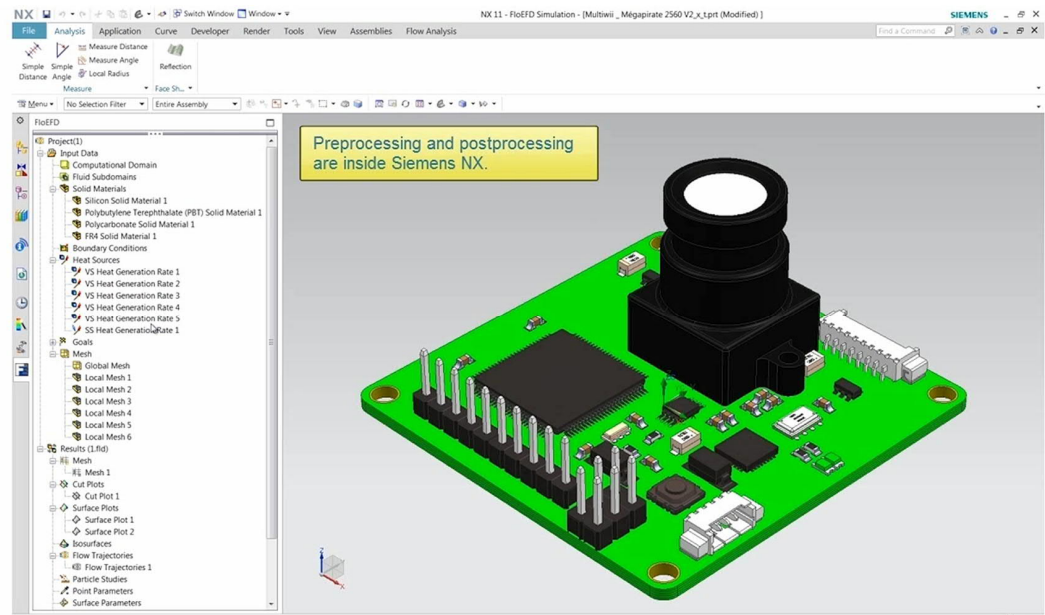 NX
Switch Window
Window
NX 11 - FloEFD Simulation - [Multiwii _ Mégapirate 2560 V2_x_t.prt (Modified) ]
SIEMENS
File
Analysis
Application
Curve
Developer
Render
Tools
View
Assemblies
Flow Analysis
Find a Command
Simple Distance
Simple Angle
Measure Distance
Measure Angle
Local Radius
Reflection
Measure
Face Sh...
Menu
No Selection Filter
Entire Assembly
FloEFD
Project(1)
Input Data
Computational Domain
Fluid Subdomains
Solid Materials
Silicon Solid Material 1
Polybutylene Terephthalate (PBT) Solid Material 1
Polycarbonate Solid Material 1
FR4 Solid Material 1
Boundary Conditions
Heat Sources
VS Heat Generation Rate 1
VS Heat Generation Rate 2
VS Heat Generation Rate 3
VS Heat Generation Rate 4
VS Heat Generation Rate 5
SS Heat Generation Rate 1
Goals
Mesh
Global Mesh
Local Mesh 1
Local Mesh 2
Local Mesh 3
Local Mesh 4
Local Mesh 5
Local Mesh 6
Results (1.fld)
Mesh
Mesh 1
Cut Plots
Cut Plot 1
Surface Plots
Surface Plot 1
Surface Plot 2
Isosurfaces
Flow Trajectories
Flow Trajectories 1
Particle Studies
Point Parameters
Surface Parameters
Preprocessing and postprocessing
are inside Siemens NX.
Z
X